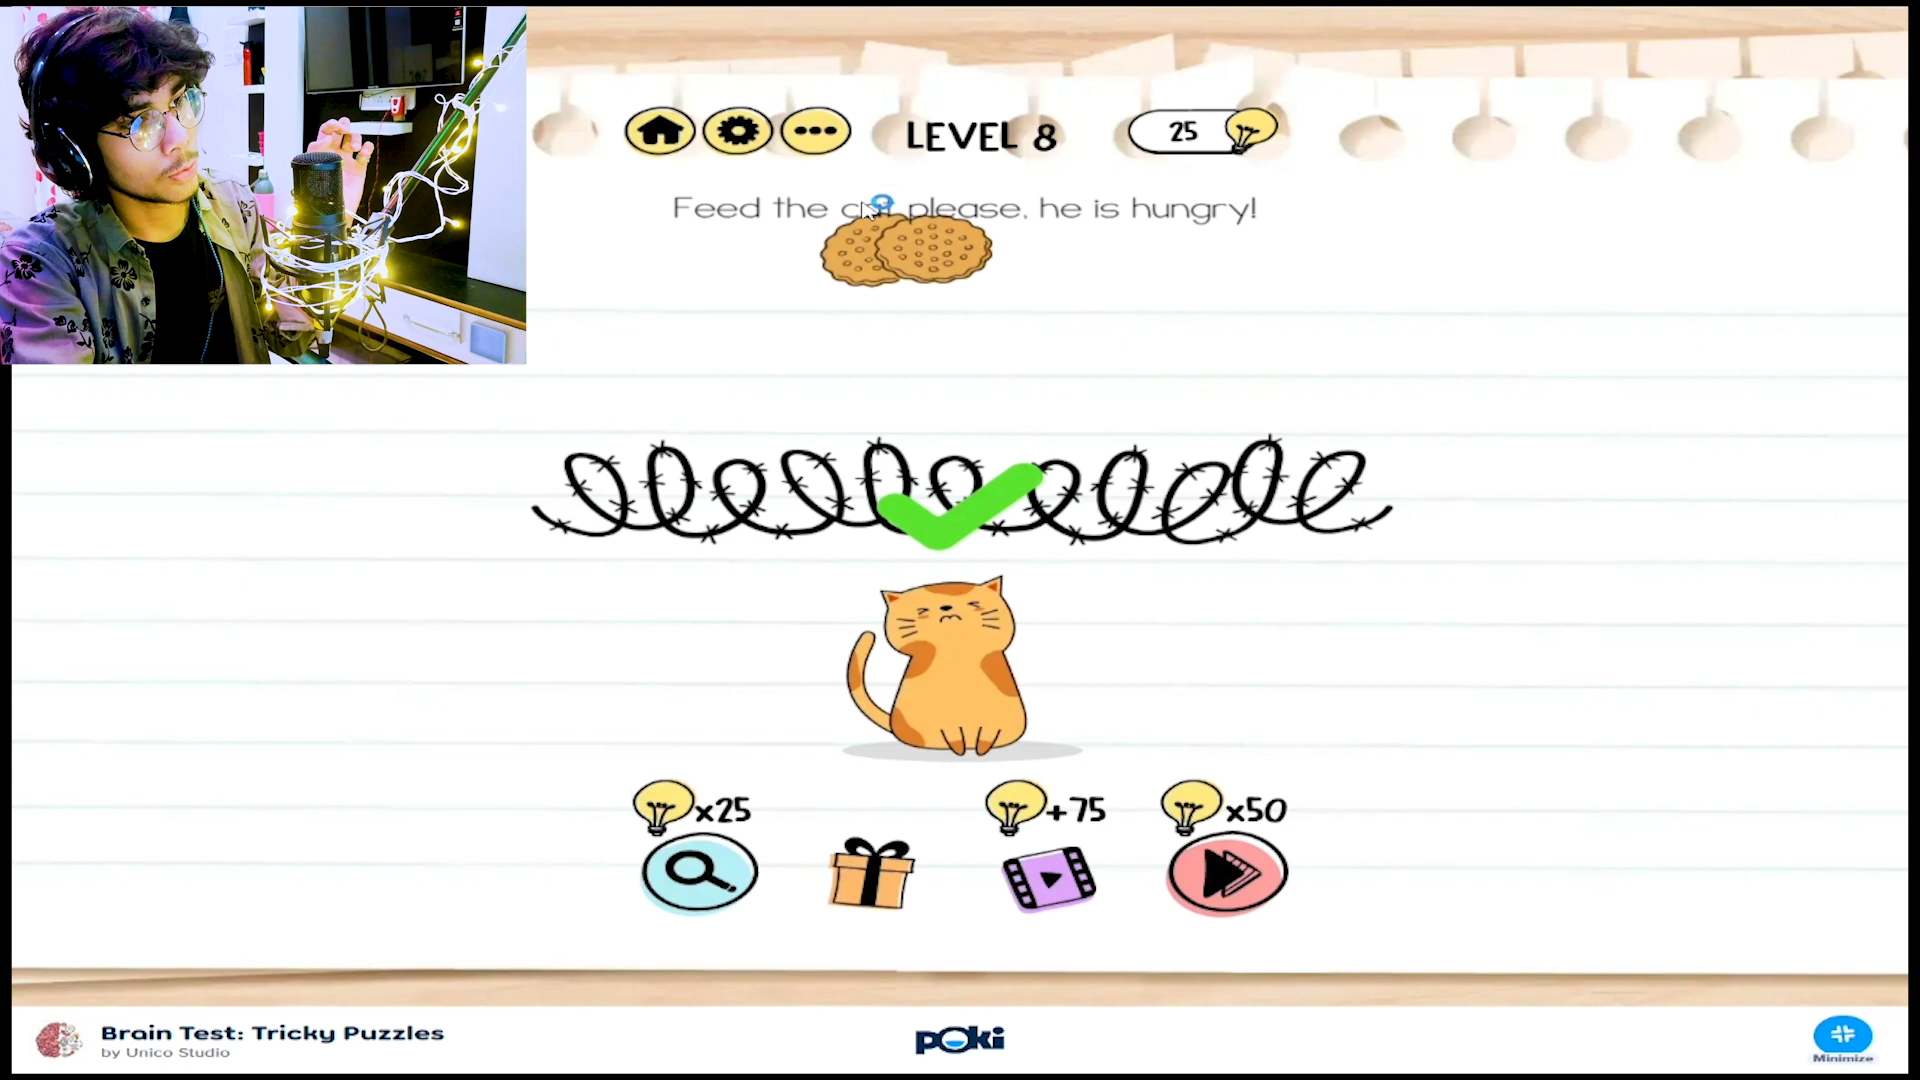 LEVEL 8
25
Feed the cat please, he is hungry!
x25
+75
x50
Brain Test: Tricky Puzzles
by Unico Studio
poki
Minimize